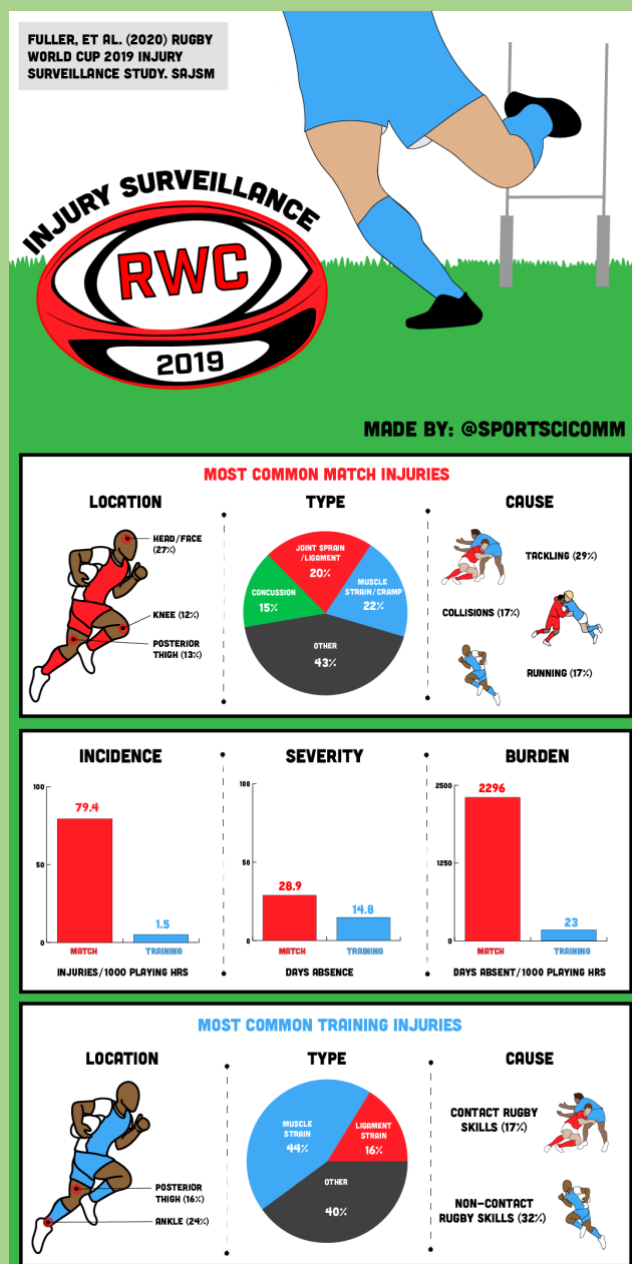 FULLER, ET AL. (2020) RUGBY
WORLD CUP 2019 INJURY
SURVEILLANCE STUDY. SAJSM
INJURY SURVEILLANCE
RWC
2019
MADE BY: @SPORTSCICOMM
MOST COMMON MATCH INJURIES
LOCATION
HEAD/FACE
(27%)
KNEE (12%)
POSTERIOR
THIGH (13%)
TYPE
JOINT SPRAIN
/LIGAMENT
20%
MUSCLE
STRAIN/CRAMP
22%
CONCUSSION
15%
OTHER
43%
CAUSE
TACKLING (29%)
COLLISIONS (17%)
RUNNING (17%)
INCIDENCE
100
50
0
79.4
1.5
MATCH
TRAINING
INJURIES/1000 PLAYING HRS
SEVERITY
100
50
0
28.9
14.8
MATCH
TRAINING
DAYS ABSENCE
BURDEN
2500
1250
0
2296
23
MATCH
TRAINING
DAYS ABSENT/1000 PLAYING HRS
MOST COMMON TRAINING INJURIES
LOCATION
POSTERIOR
THIGH (16%)
ANKLE (24%)
TYPE
MUSCLE
STRAIN
44%
LIGAMENT
STRAIN
16%
OTHER
40%
CAUSE
CONTACT RUGBY
SKILLS (17%)
NON-CONTACT
RUGBY SKILLS (32%)